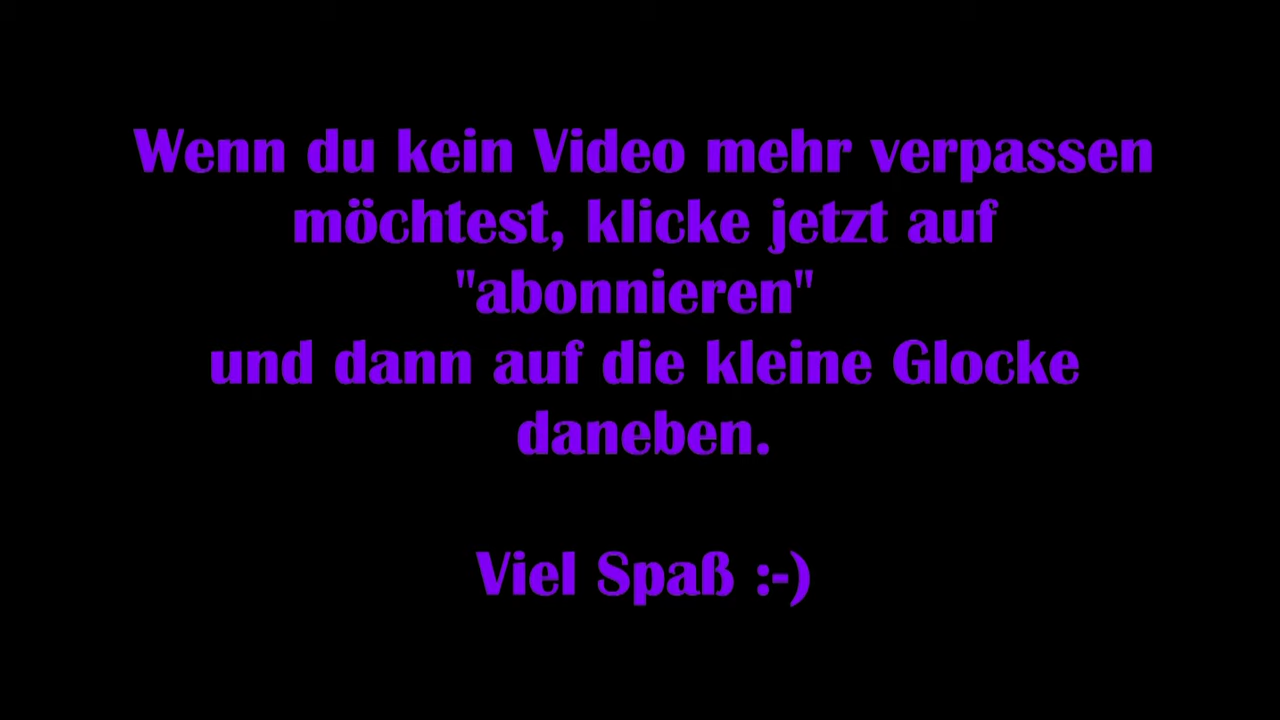 Wenn du kein Video mehr verpassen
möchtest, klicke jetzt auf
"abonnieren"
und dann auf die kleine Glocke
daneben.
Viel Spaß :-)